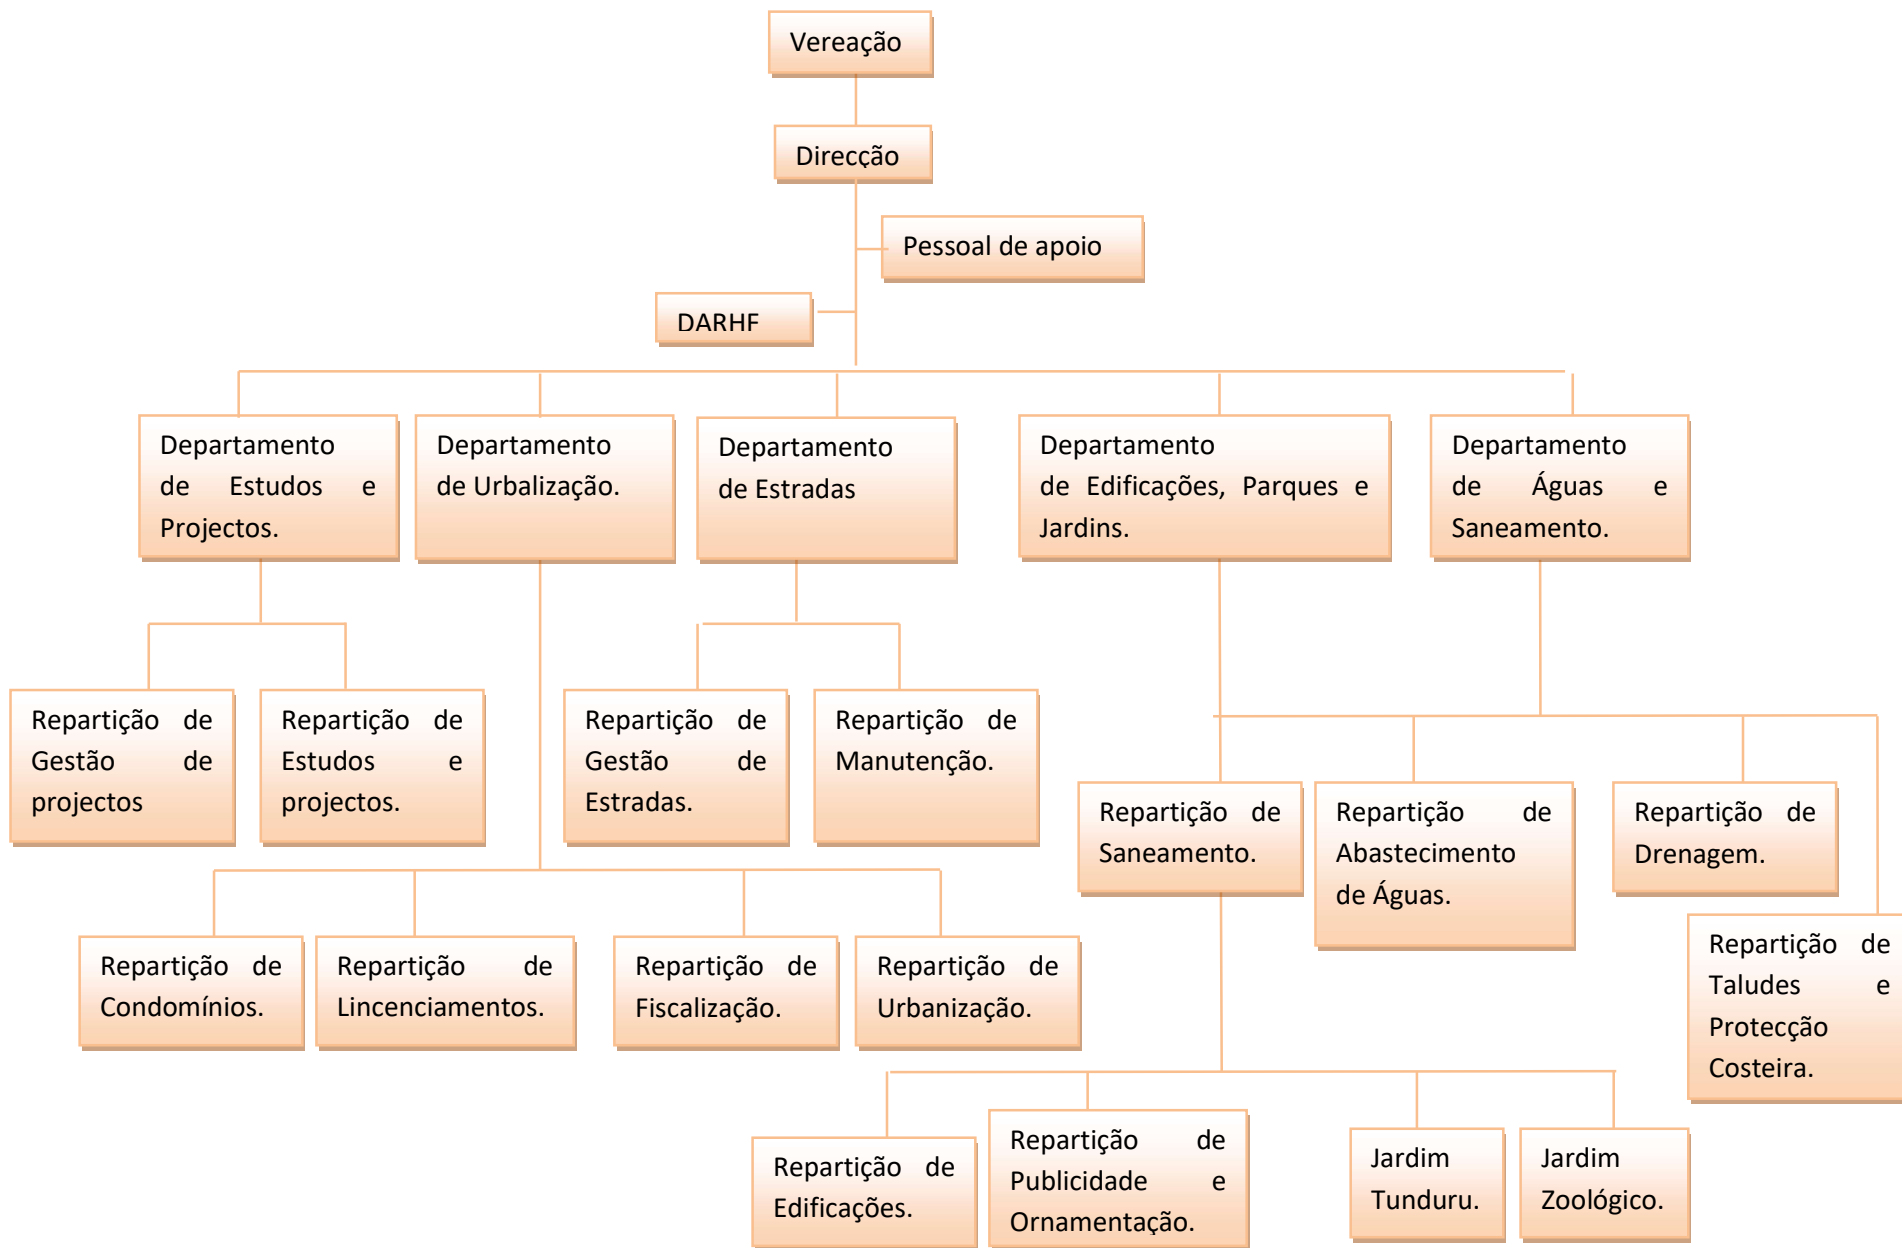 Vereação
Direcção
Pessoal de apoio
DARHF
Departamento
de Estudos e
Projectos.
Departamento
de Urbalização.
Departamento
de Estradas
Departamento
de Edificações, Parques e
Jardins.
Departamento
de Águas e
Saneamento.
Repartição de
Gestão de
projectos
Repartição de
Estudos e
projectos.
Repartição de
Gestão de
Estradas.
Repartição de
Manutenção.
Repartição de
Saneamento.
Repartição de
Abastecimento
de Águas.
Repartição de
Drenagem.
Repartição de
Taludes e
Protecção
Costeira.
Repartição de
Condomínios.
Repartição de
Lincenciamentos.
Repartição de
Fiscalização.
Repartição de
Urbanização.
Repartição de
Edificações.
Repartição de
Publicidade e
Ornamentação.
Jardim
Tunduru.
Jardim
Zoológico.